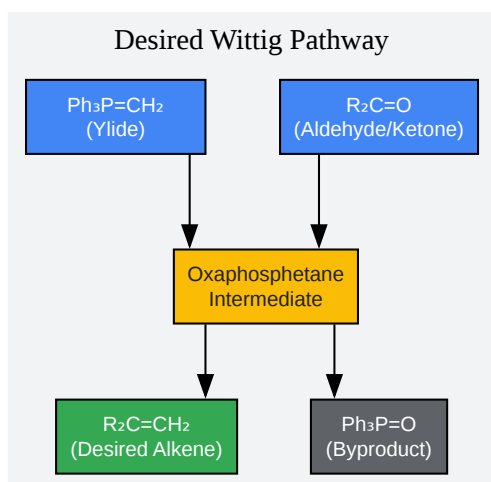 Desired Wittig Pathway
Ph₃P=CH₂
(Ylide)
R₂C=O
(Aldehyde/Ketone)
Oxaphosphetane
Intermediate
R₂C=CH₂
(Desired Alkene)
Ph₃P=O
(Byproduct)